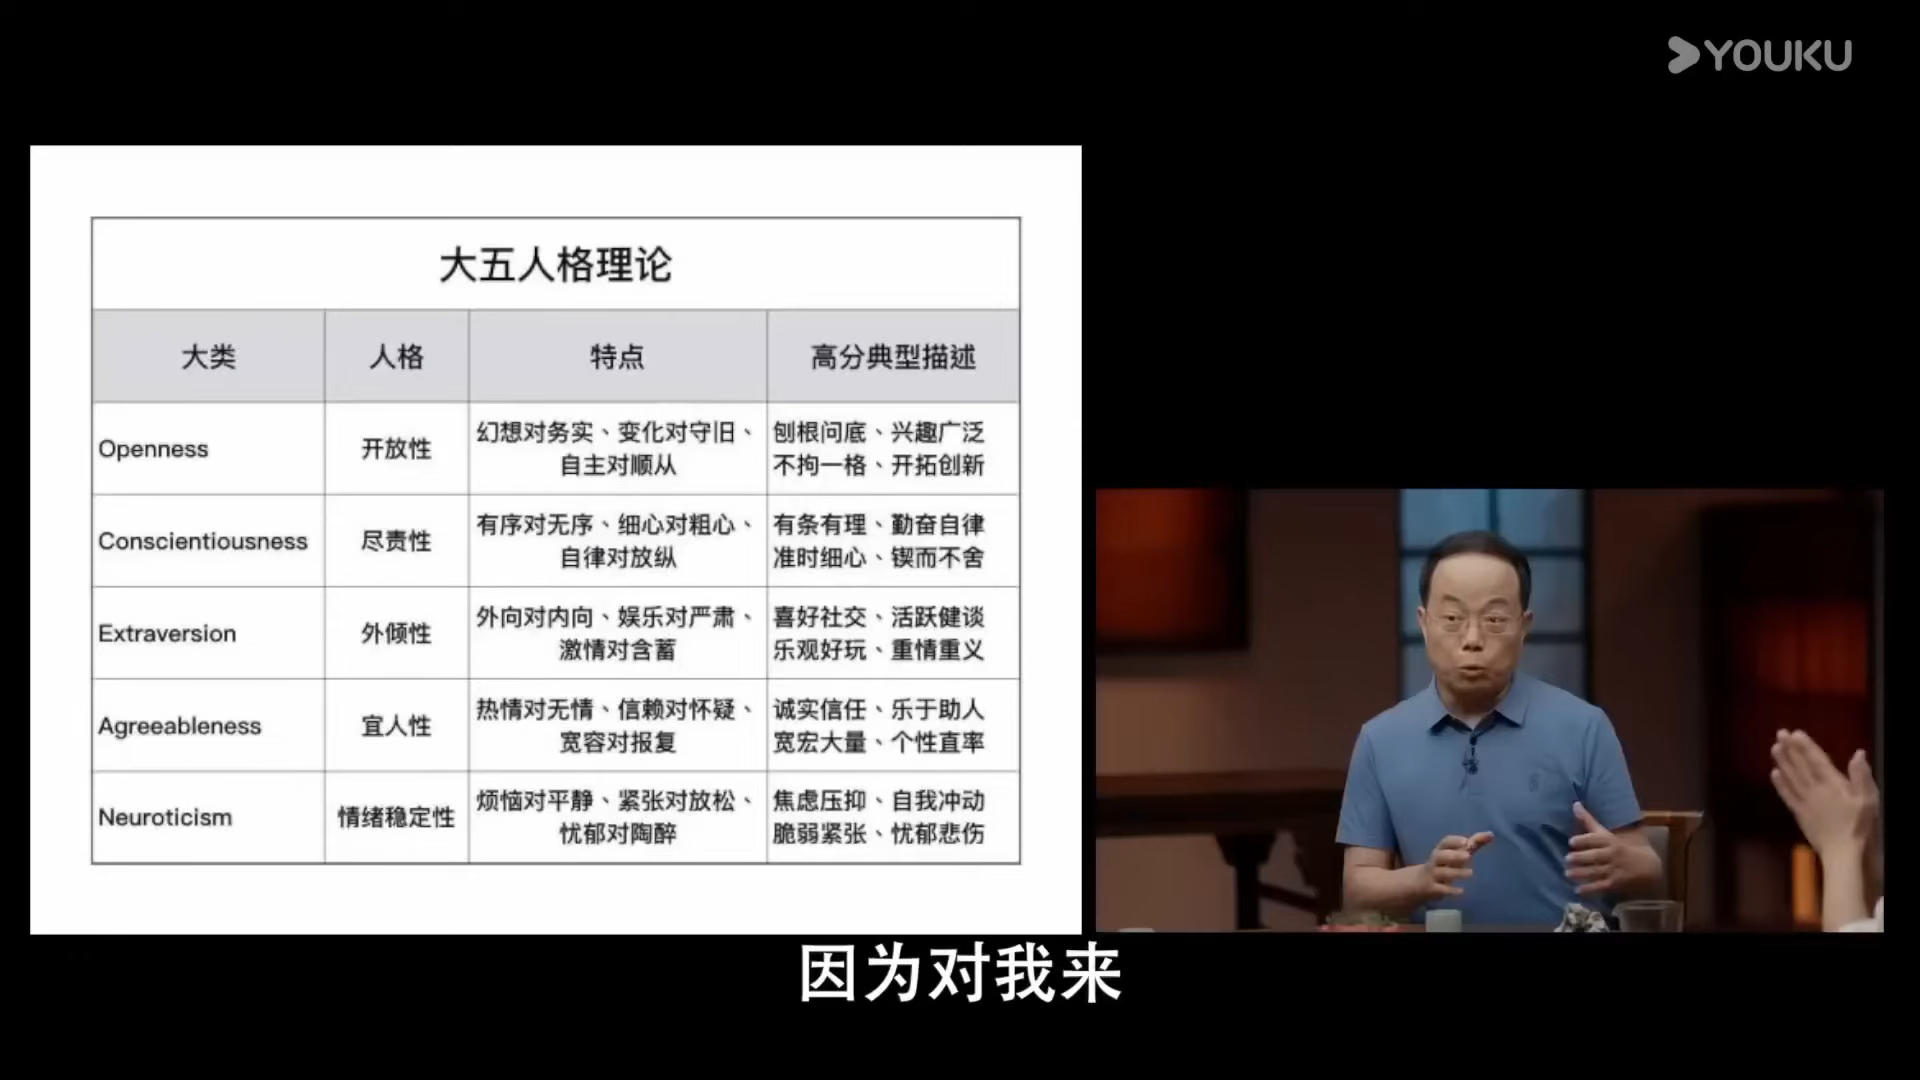 YOUKU
大五人格理论
大类 人格 特点 高分典型描述
Openness 开放性 幻想对务实、变化对守旧、自主对顺从 刨根问底、兴趣广泛 不拘一格、开拓创新
Conscientiousness 尽责性 有序对无序、细心对粗心、自律对放纵 有条有理、勤奋自律 准时细心、锲而不舍
Extraversion 外倾性 外向对内向、娱乐对严肃、激情对含蓄 喜好社交、活跃健谈 乐观好玩、重情重义
Agreeableness 宜人性 热情对无情、信赖对怀疑、宽容对报复 诚实信任、乐于助人 宽宏大量、个性直率
Neuroticism 情绪稳定性 烦恼对平静、紧张对放松、忧郁对陶醉 焦虑压抑、自我冲动 脆弱紧张、忧郁悲伤
因为对我来